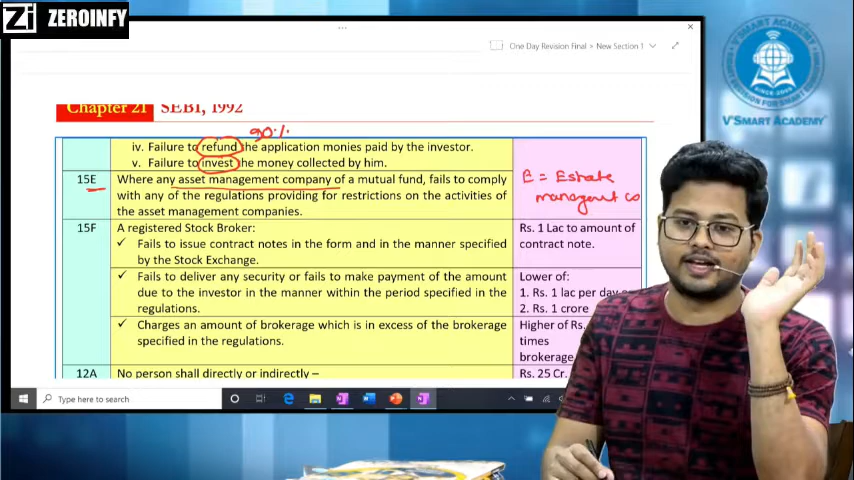 Zi ZEROINFY
One Day Revision Final > New Section 1
V'SMART ACADEMY
V'Smart Academy
Chapter 21 SEBI, 1992
90%
iv. Failure to refund the application monies paid by the investor.
v. Failure to invest the money collected by him.
15E
Where any asset management company of a mutual fund, fails to comply
with any of the regulations providing for restrictions on the activities of
the asset management companies.
E = Estate
management co
15F
A registered Stock Broker:
✓ Fails to issue contract notes in the form and in the manner specified
by the Stock Exchange.
Rs. 1 Lac to amount of
contract note.
✓ Fails to deliver any security or fails to make payment of the amount
due to the investor in the manner within the period specified in the
regulations.
Lower of:
1. Rs. 1 lac per day
2. Rs. 1 crore
✓ Charges an amount of brokerage which is in excess of the brokerage
specified in the regulations.
Higher of Rs.
times
brokerage
12A
No person shall directly or indirectly –
Rs. 25 Cr.
Type here to search